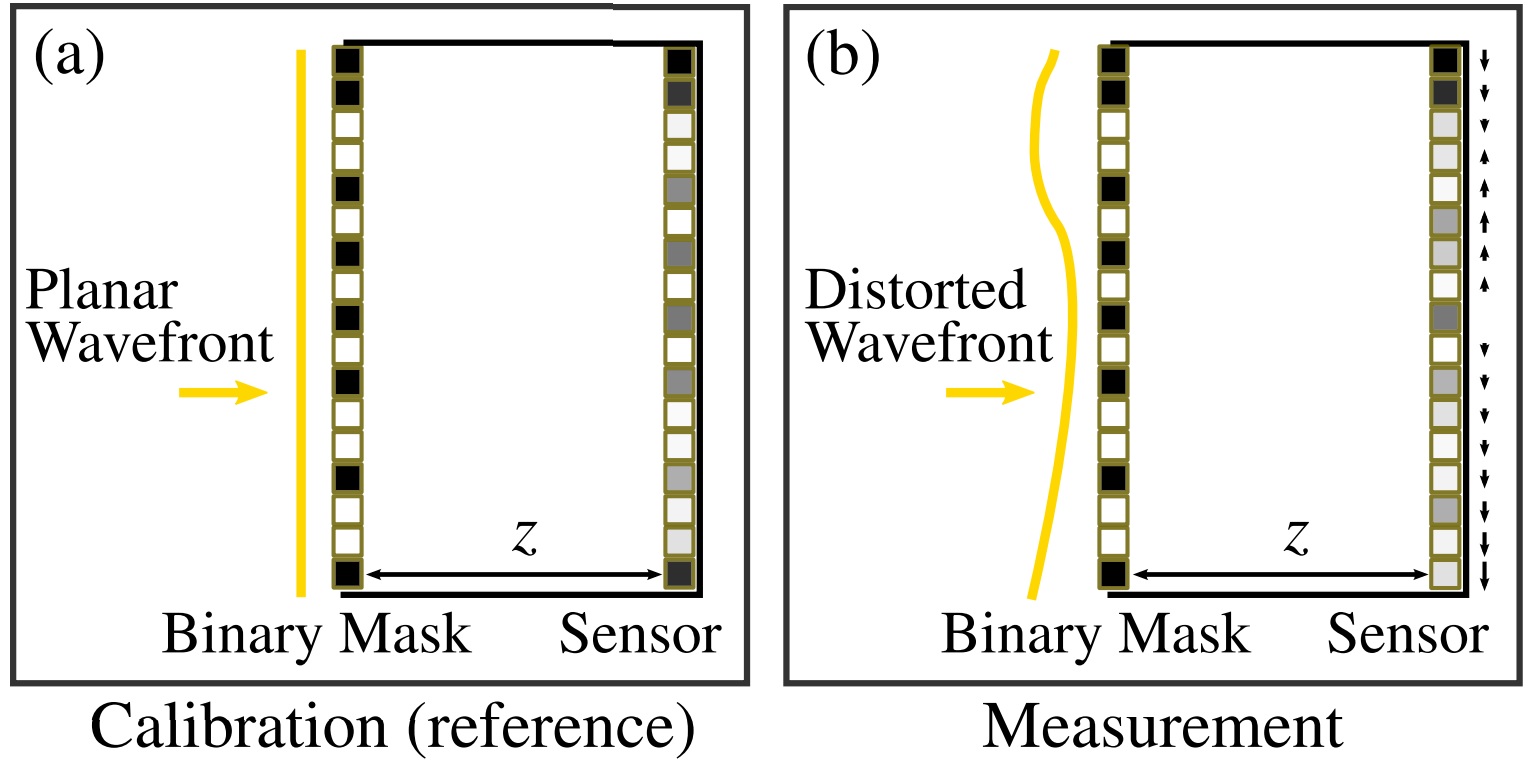 (a)
Planar
Wavefront
z
Binary Mask
Sensor
Calibration (reference)
(b)
Distorted
Wavefront
z
Binary Mask
Sensor
Measurement